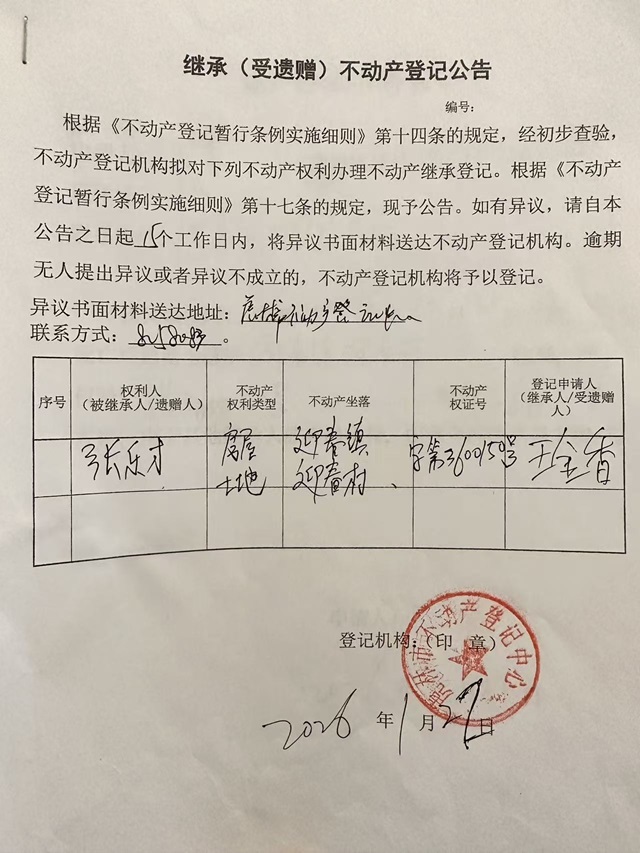 继承（受遗赠）不动产登记公告
编号：
根据《不动产登记暂行条例实施细则》第十四条的规定，经初步查验，
不动产登记机构拟对下列不动产权利办理不动产继承登记。根据《不动产
登记暂行条例实施细则》第十七条的规定，现予公告。如有异议，请自本
公告之日起15个工作日内，将异议书面材料送达不动产登记机构。逾期
无人提出异议或者异议不成立的，不动产登记机构将予以登记。
异议书面材料送达地址：
联系方式：
序号 权利人（被继承人/遗赠人） 不动产权利类型 不动产坐落 不动产权证号 登记申请人（继承人/受遗赠人）
张乐才 房屋 迎春镇 字第3600159号 王金香
土地 迎春村
登记机构：（印 章）
虎林市不动产登记中心
2026年1月27日